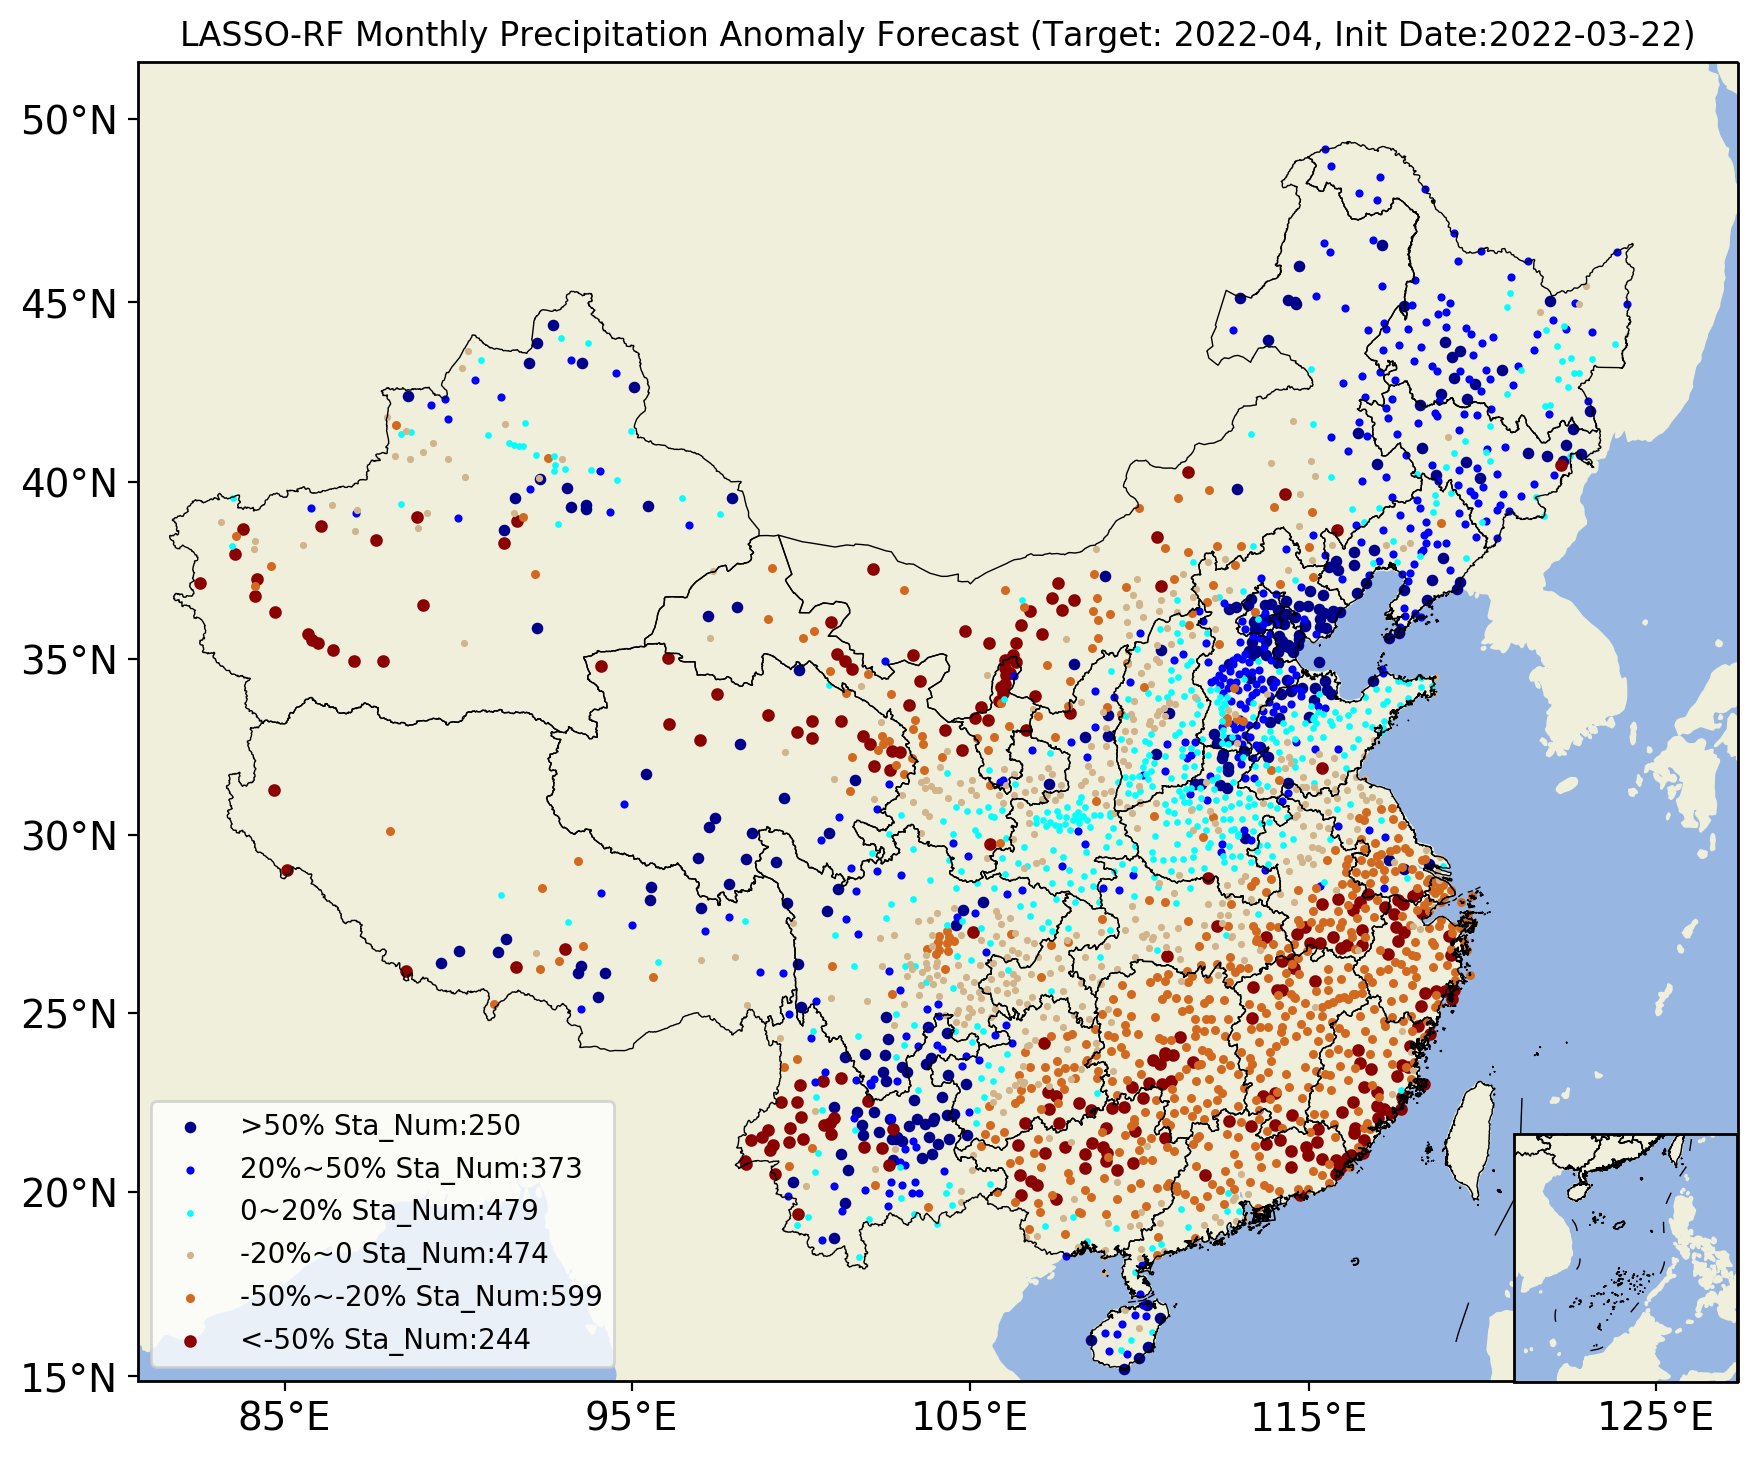 LASSO-RF Monthly Precipitation Anomaly Forecast (Target: 2022-04, Init Date:2022-03-22)
50°N
45°N
40°N
35°N
30°N
25°N
20°N
15°N
>50% Sta_Num:250
20%~50% Sta_Num:373
0~20% Sta_Num:479
-20%~0 Sta_Num:474
-50%~-20% Sta_Num:599
<-50% Sta_Num:244
85°E 95°E 105°E 115°E 125°E